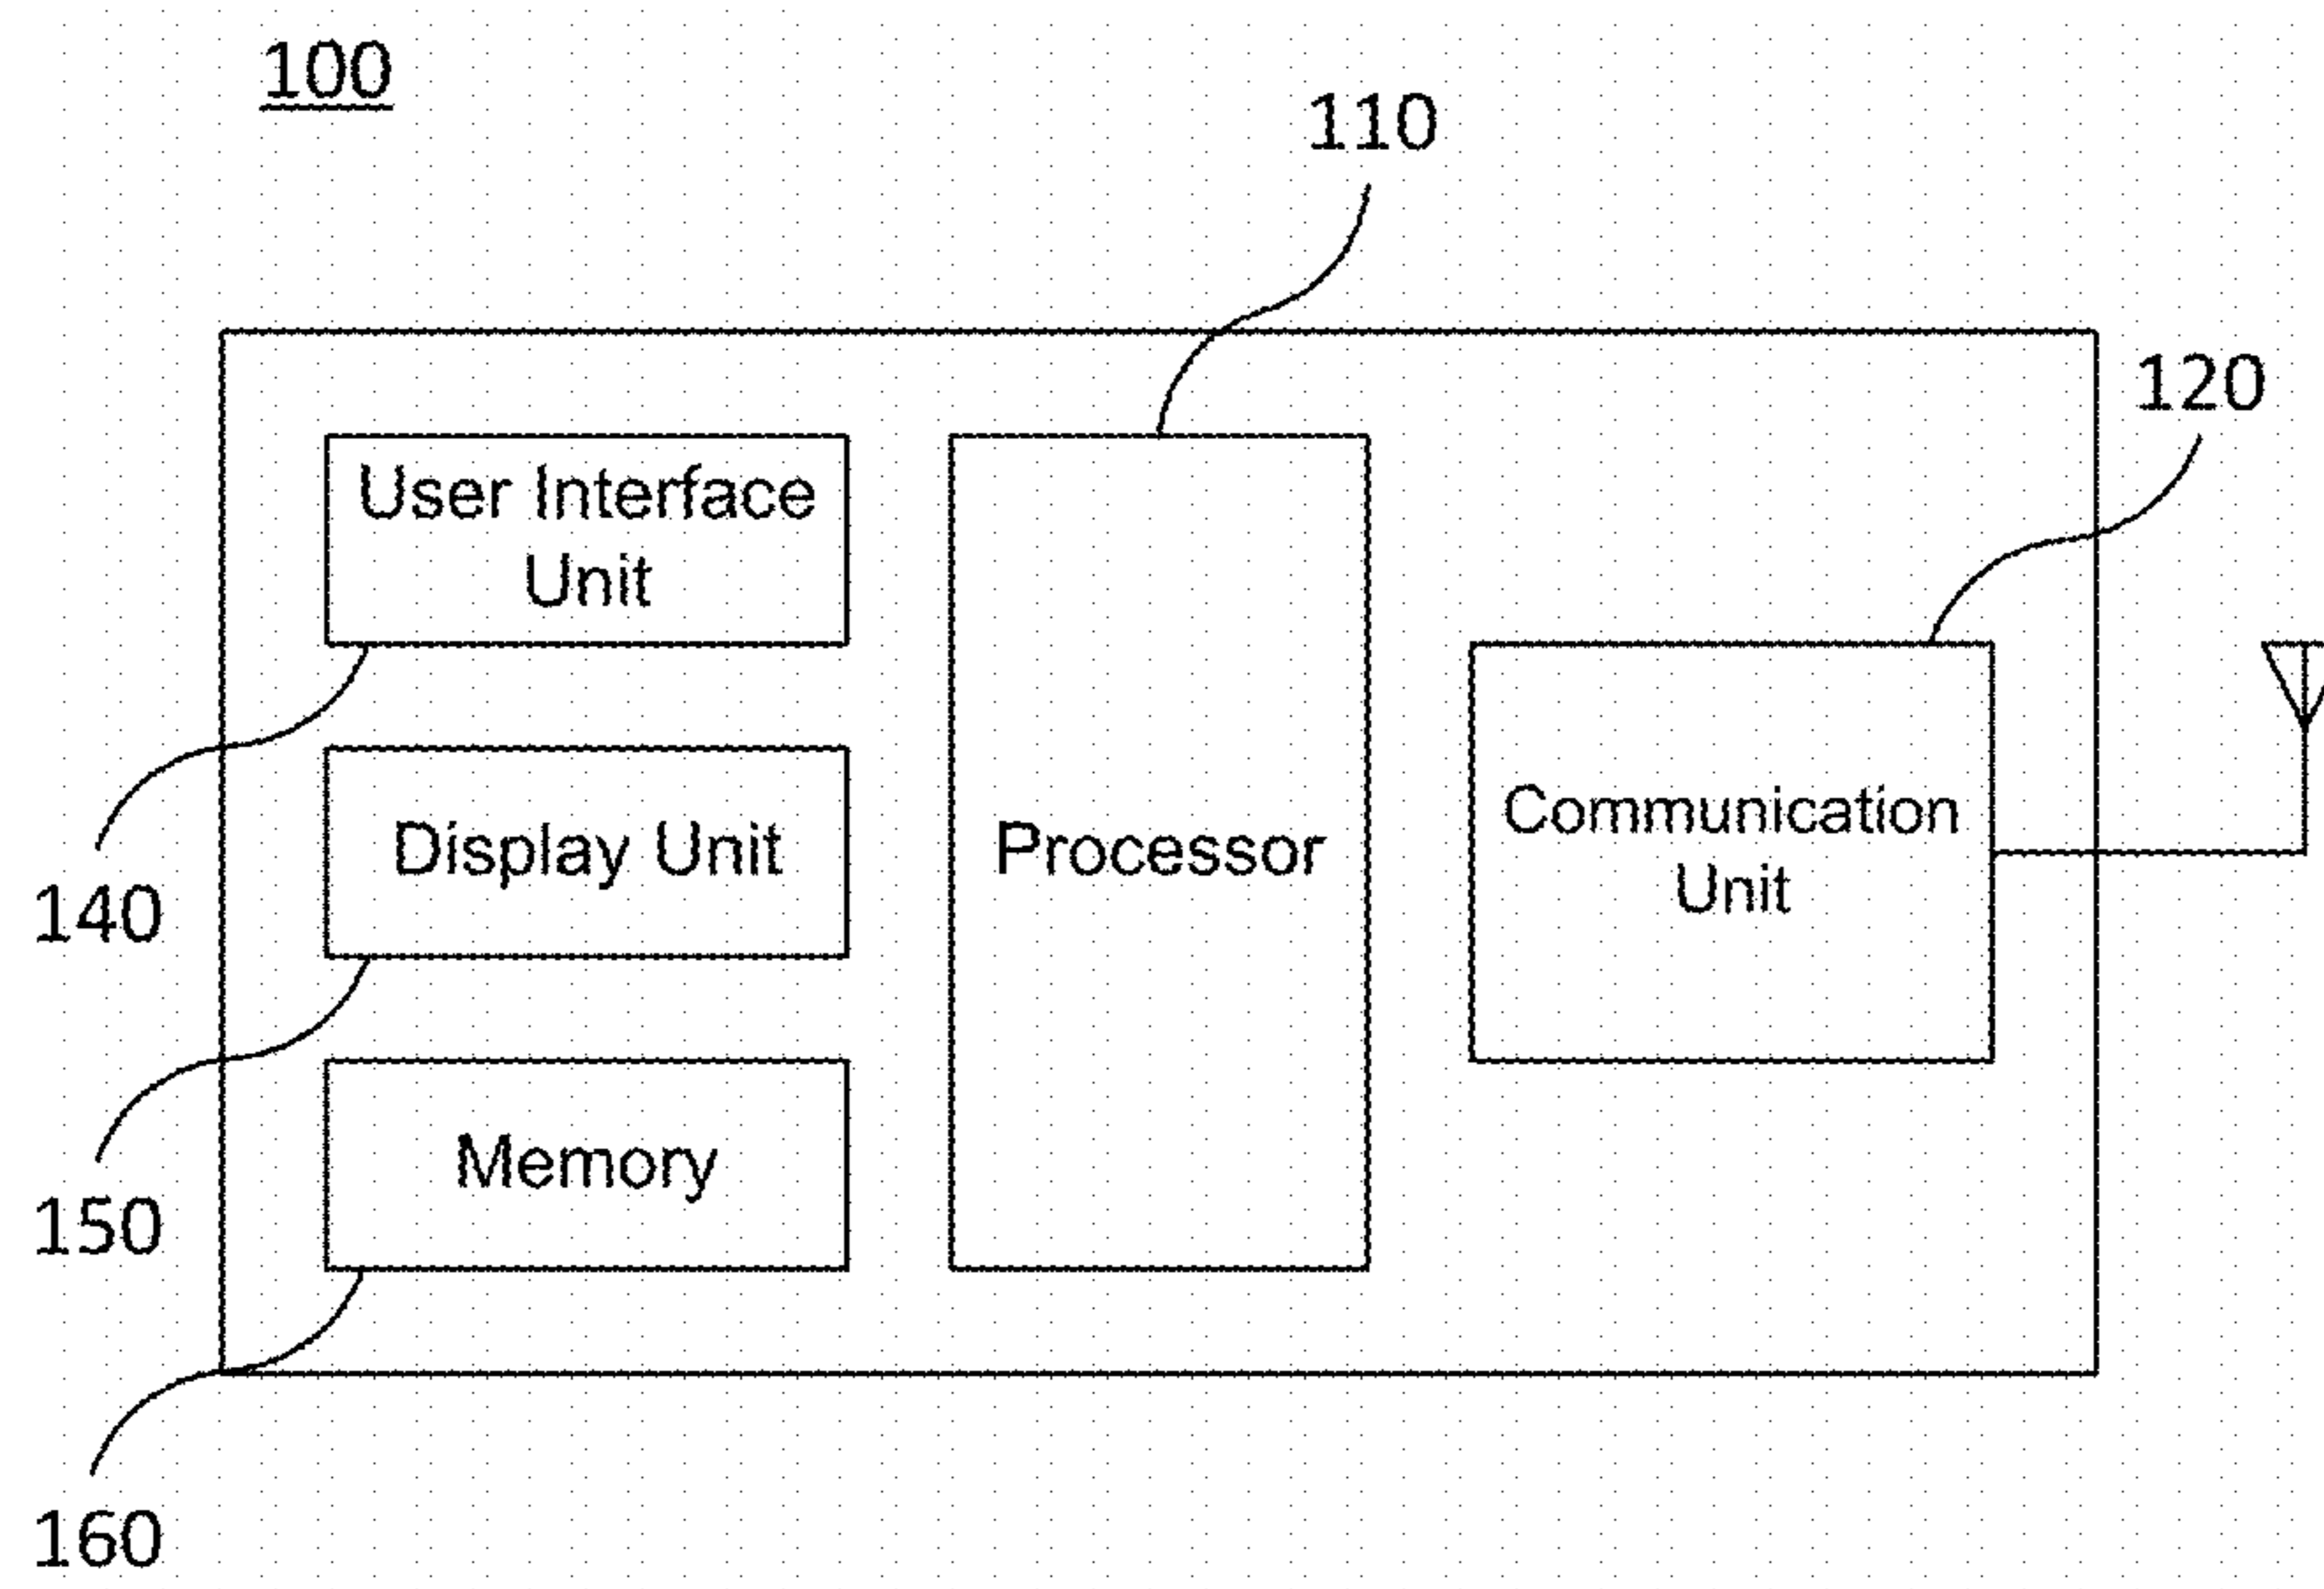 100
110
120
User Interface
Unit
Display Unit
Processor
Communication
Unit
140
Memory
150
160